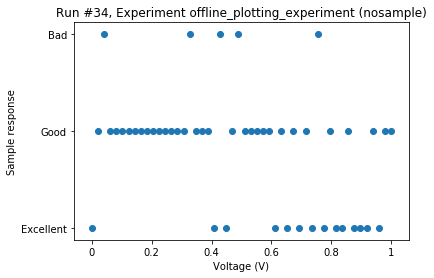 Run #34, Experiment offline_plotting_experiment (nosample)
Bad
Good
Excellent
Sample response
0 0.2 0.4 0.6 0.8 1
Voltage (V)